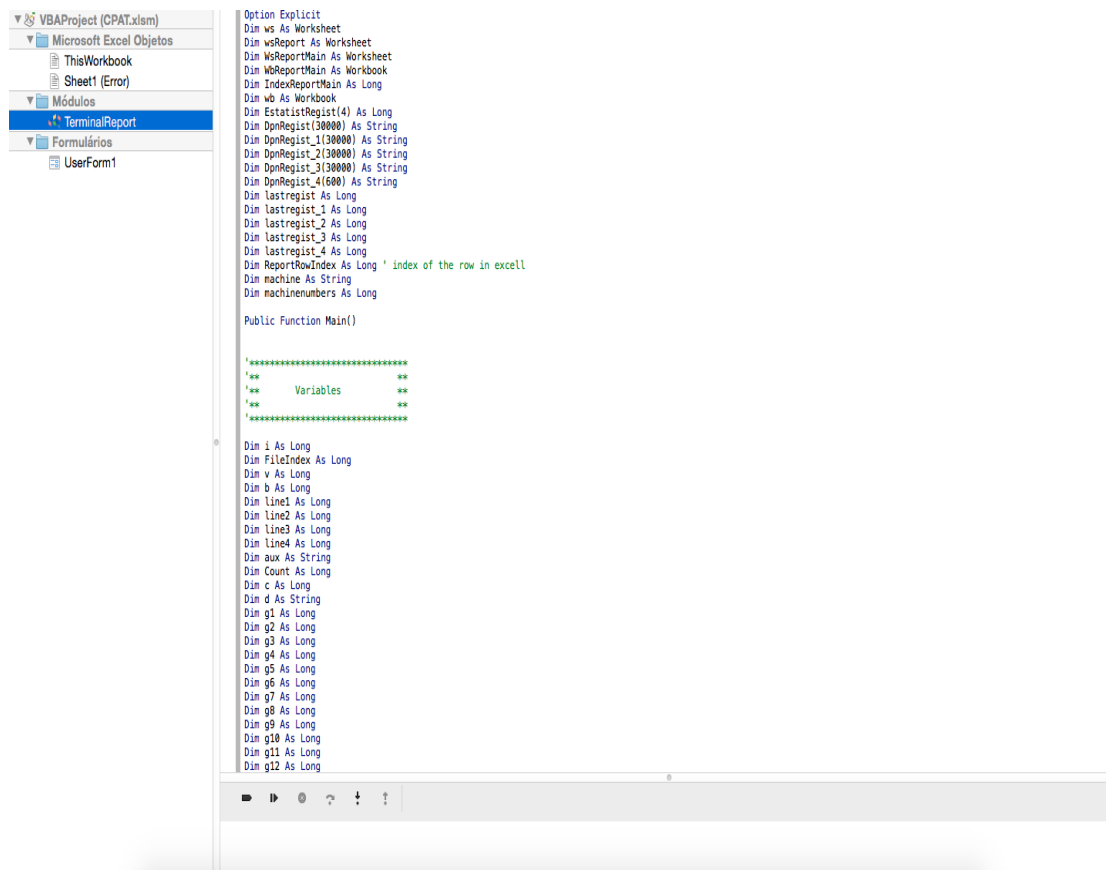 VBAProject (CPAT.xlsm)
Microsoft Excel Objetos
ThisWorkbook
Sheet1 (Error)
Módulos
TerminalReport
Formulários
UserForm1
Option Explicit
Dim ws As Worksheet
Dim wsReport As Worksheet
Dim WsReportMain As Worksheet
Dim WbReportMain As Workbook
Dim IndexReportMain As Long
Dim wb As Workbook
Dim EstatistRegist(4) As Long
Dim DpnRegist(30000) As String
Dim DpnRegist_1(30000) As String
Dim DpnRegist_2(30000) As String
Dim DpnRegist_3(30000) As String
Dim DpnRegist_4(600) As String
Dim lastregist As Long
Dim lastregist_1 As Long
Dim lastregist_2 As Long
Dim lastregist_3 As Long
Dim lastregist_4 As Long
Dim ReportRowIndex As Long ' index of the row in excell
Dim machine As String
Dim machinenumbers As Long
Public Function Main()
'*******************************
'**                           **
'**       Variables           **
'**                           **
'*******************************
Dim i As Long
Dim FileIndex As Long
Dim v As Long
Dim b As Long
Dim line1 As Long
Dim line2 As Long
Dim line3 As Long
Dim line4 As Long
Dim aux As String
Dim Count As Long
Dim c As Long
Dim d As String
Dim g1 As Long
Dim g2 As Long
Dim g3 As Long
Dim g4 As Long
Dim g5 As Long
Dim g6 As Long
Dim g7 As Long
Dim g8 As Long
Dim g9 As Long
Dim g10 As Long
Dim g11 As Long
Dim g12 As Long